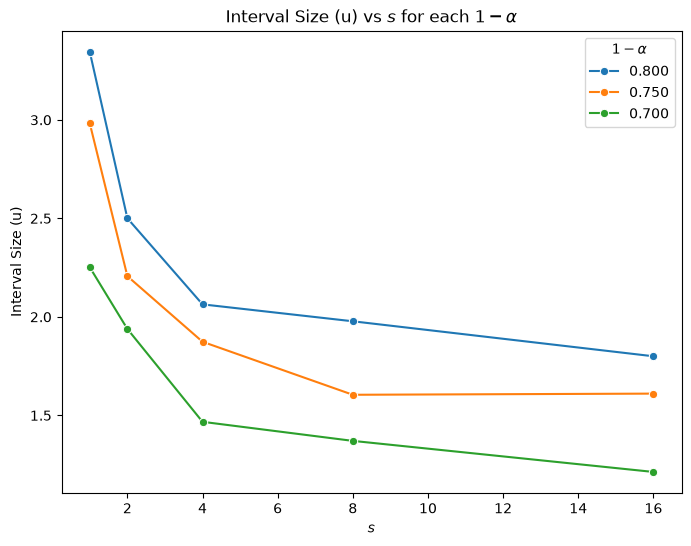 Interval Size (u) vs s for each 1 − α
1 − α
0.800
0.750
0.700
3.0
2.5
2.0
1.5
Interval Size (u)
2 4 6 8 10 12 14 16
s